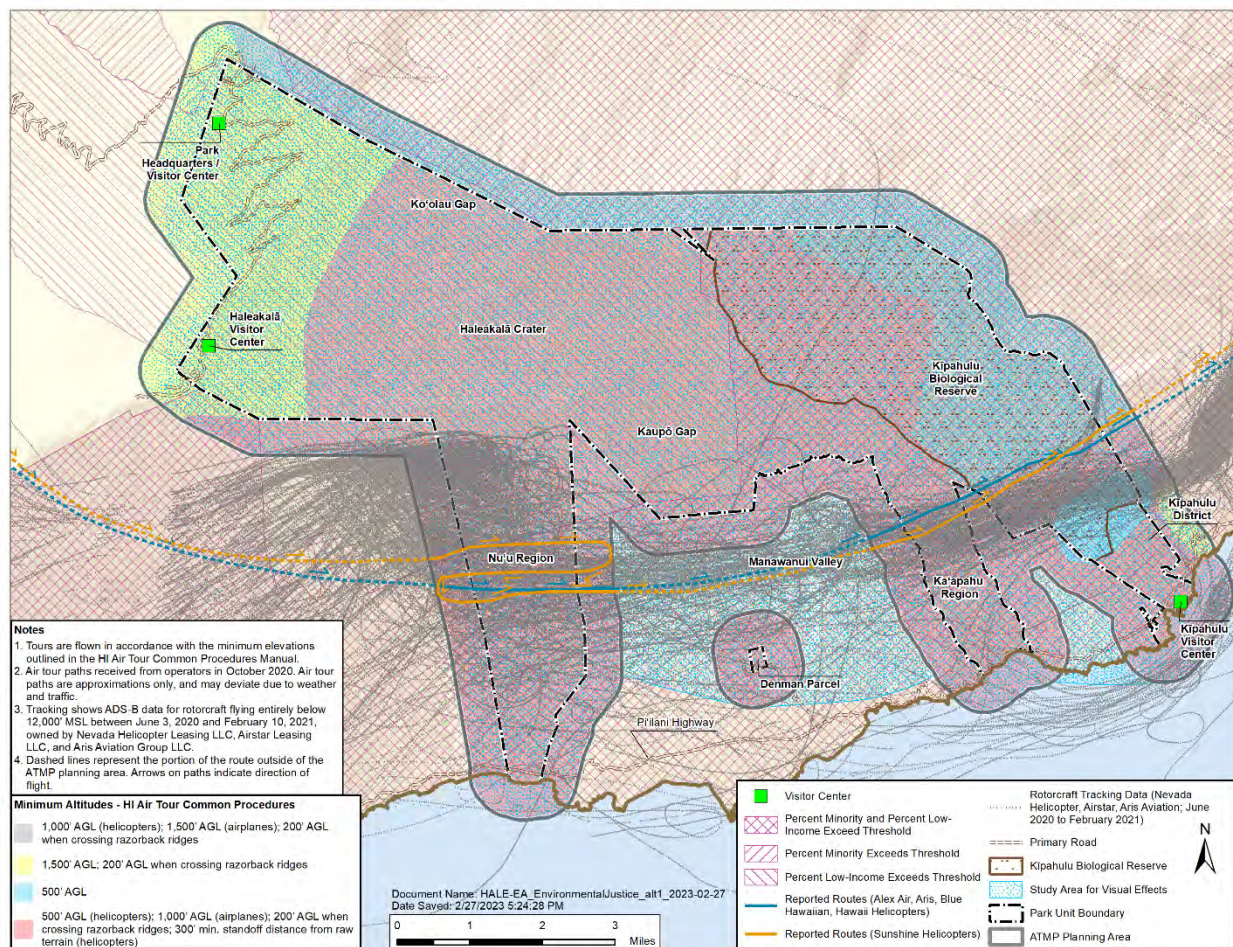 Park
Headquarters /
Visitor Center
Ko'olau Gap
Haleakalā
Visitor
Center
Haleakalā Crater
Kīpahulu
Biological
Reserve
Kaupō Gap
Kīpahulu
District
Nu'u Region
Manawainui Valley
Ka'āpahu
Region
Kīpahulu
Visitor
Center
Denman Parcel
Pi'ilani Highway
Notes
1. Tours are flown in accordance with the minimum elevations
outlined in the HI Air Tour Common Procedures Manual.
2. Air tour paths received from operators in October 2020. Air tour
paths are approximations only, and may deviate due to weather
and traffic.
3. Tracking shows ADS-B data for rotorcraft flying entirely below
12,000' MSL between June 3, 2020 and February 10, 2021,
owned by Nevada Helicopter Leasing LLC, Airstar Leasing
LLC, and Aris Aviation Group LLC.
4. Dashed lines represent the portion of the route outside of the
ATMP planning area. Arrows on paths indicate direction of
flight.
Minimum Altitudes - HI Air Tour Common Procedures
1,000' AGL (helicopters); 1,500' AGL (airplanes); 200' AGL
when crossing razorback ridges
1,500' AGL; 200' AGL when crossing razorback ridges
500' AGL
500' AGL (helicopters); 1,000' AGL (airplanes); 200' AGL when
crossing razorback ridges; 300' min. standoff distance from raw
terrain (helicopters)
Document Name: HALE-EA_EnvironmentalJustice_alt1_2023-02-27
Date Saved: 2/27/2023 5:24:28 PM
0 1 2 3
Miles
Visitor Center
Percent Minority and Percent Low-
Income Exceed Threshold
Percent Minority Exceeds Threshold
Percent Low-Income Exceeds Threshold
Reported Routes (Alex Air, Aris, Blue
Hawaiian, Hawaii Helicopters)
Reported Routes (Sunshine Helicopters)
Rotorcraft Tracking Data (Nevada
Helicopter, Airstar, Aris Aviation; June
2020 to February 2021)
Primary Road
Kīpahulu Biological Reserve
Study Area for Visual Effects
Park Unit Boundary
ATMP Planning Area
N